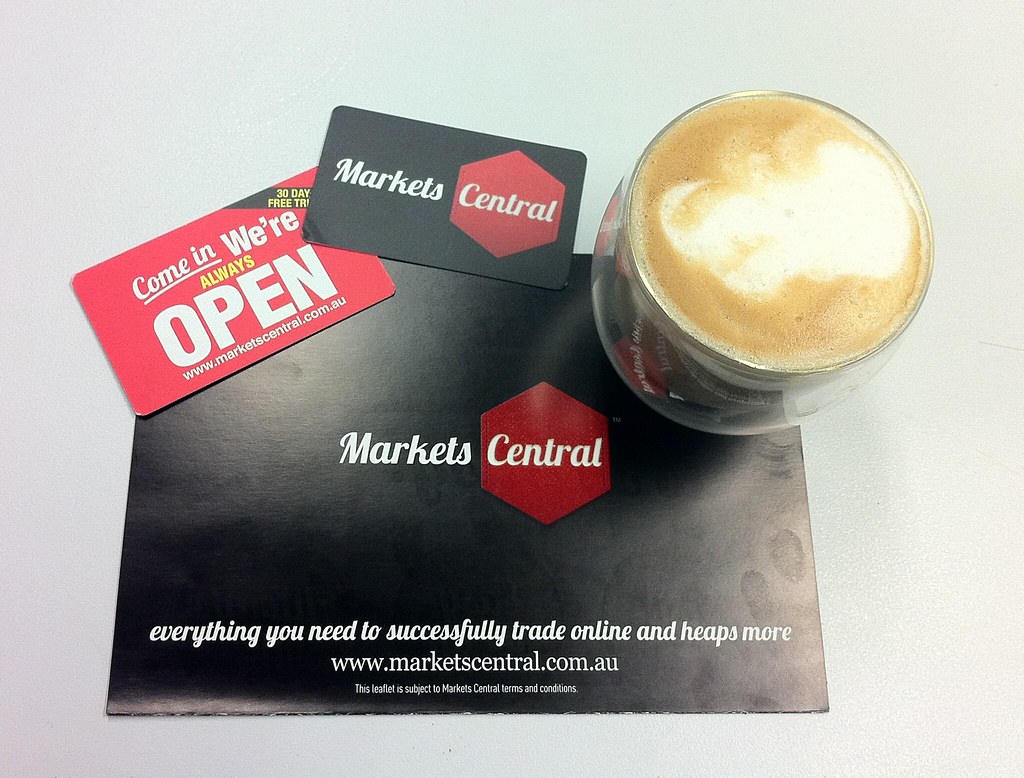 Markets Central
30 DAY
FREE
Come in We're
ALWAYS
OPEN
www.marketscentral.com.au
Markets Central™
everything you need to successfully trade online and heaps more
www.marketscentral.com.au
This leaflet is subject to Markets Central terms and conditions.